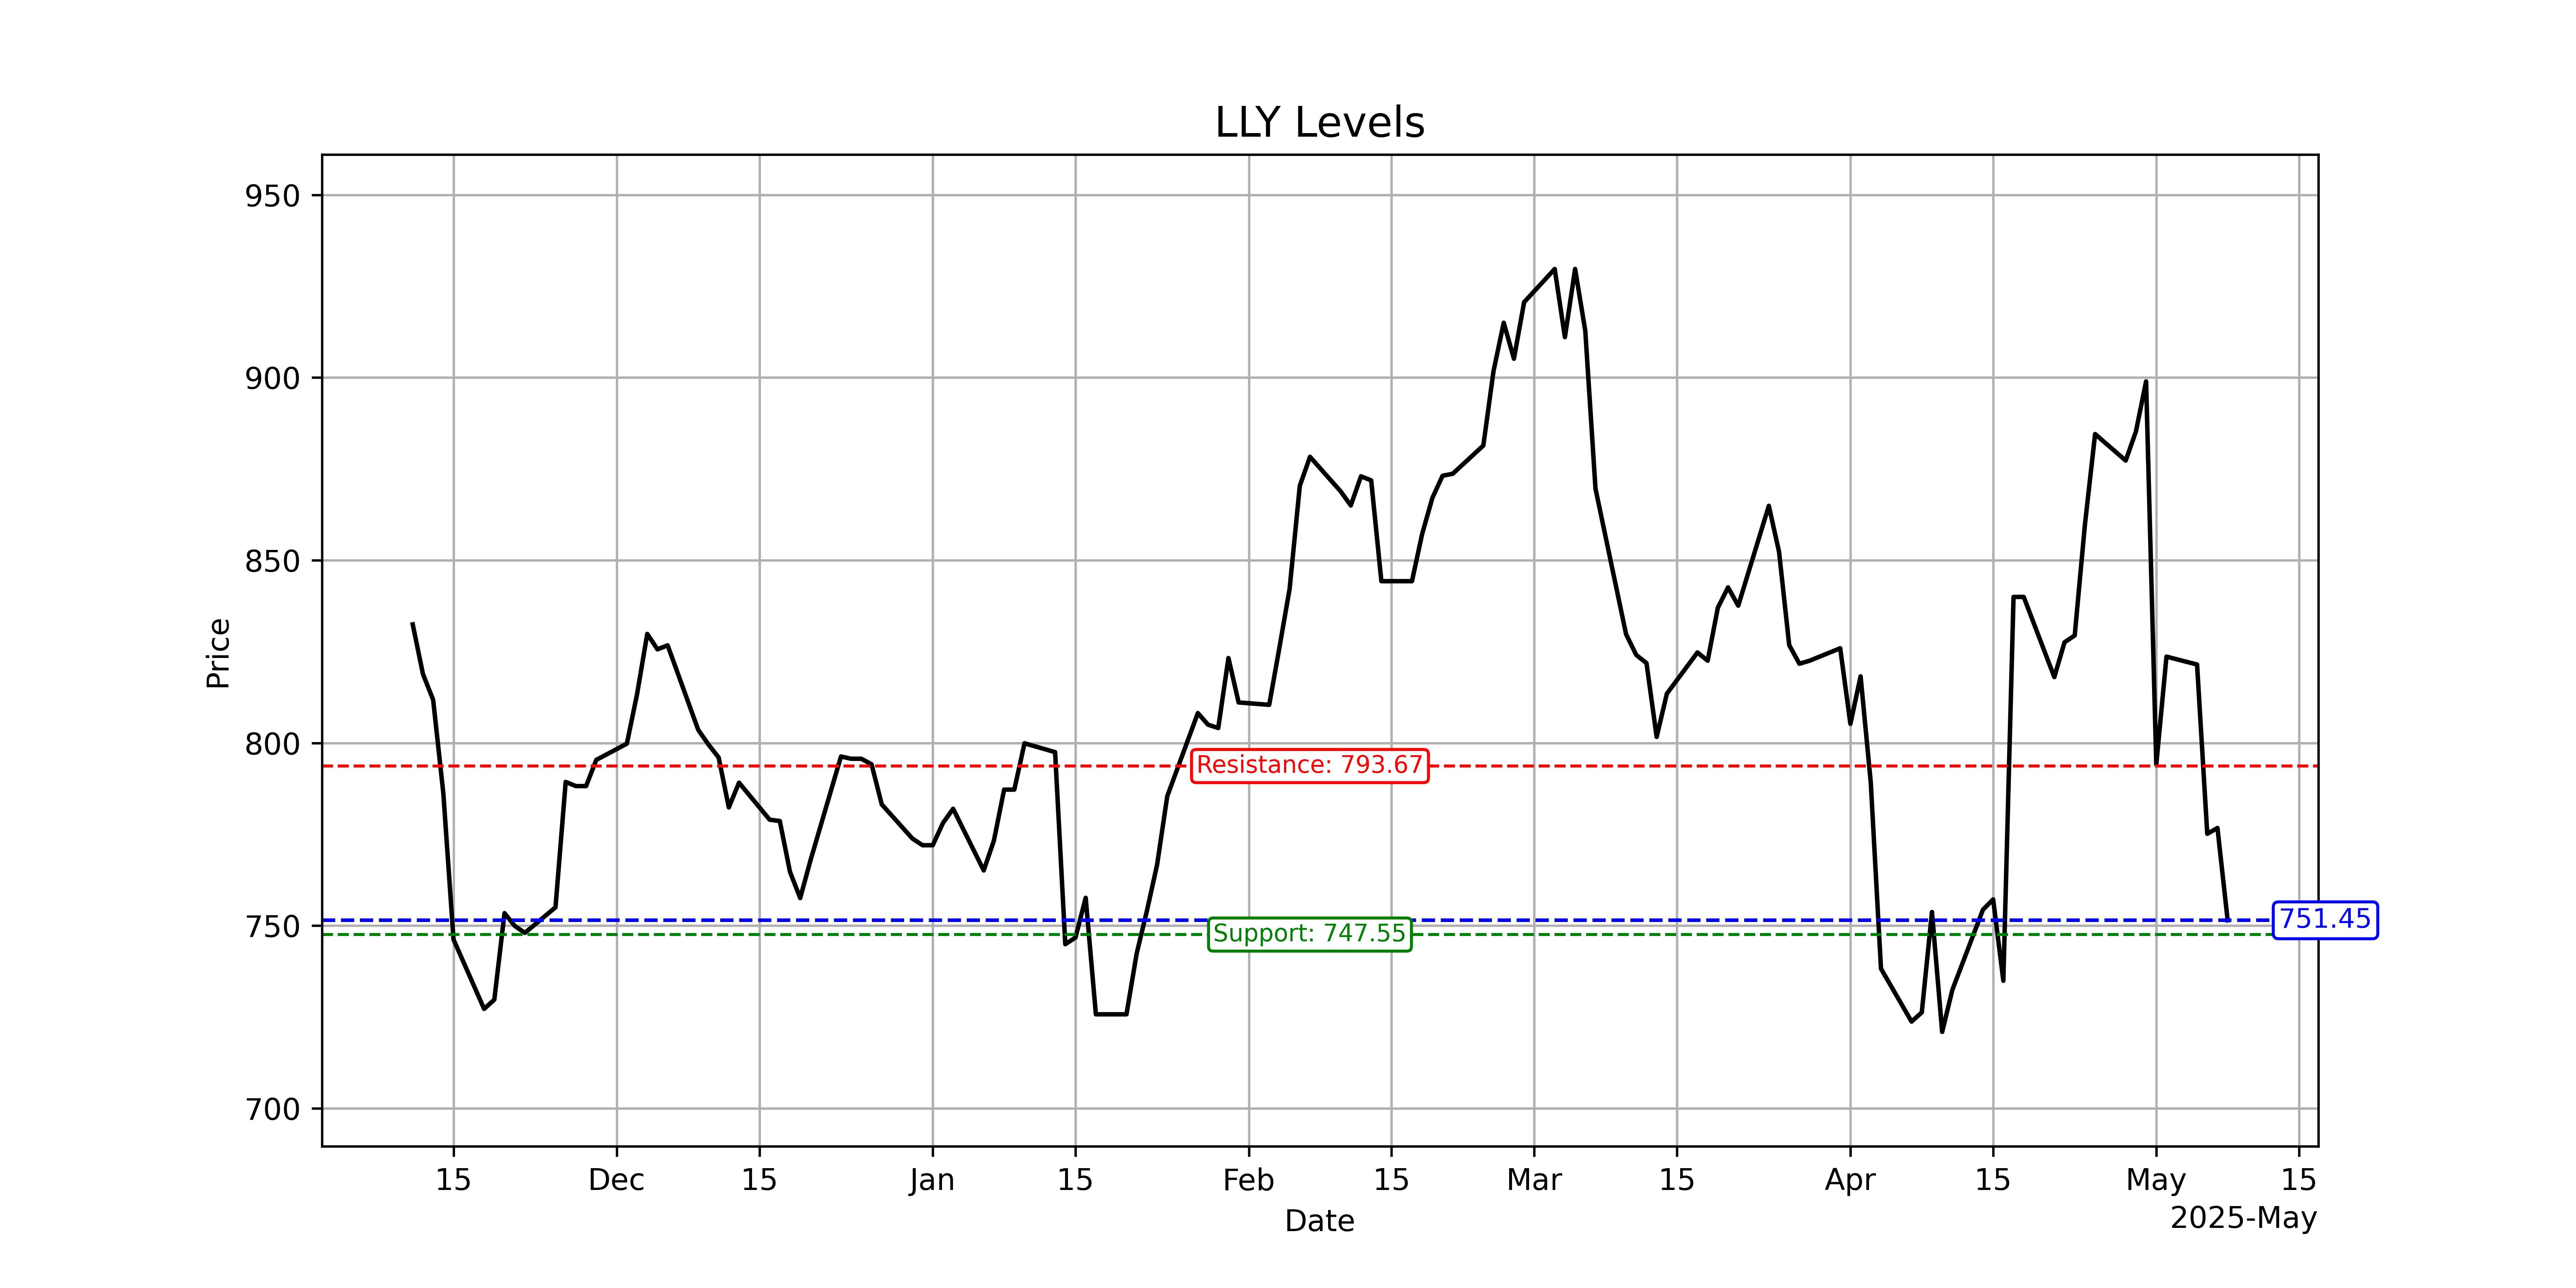 LLY Levels
950
900
850
800
750
700
Price
Resistance: 793.67
Support: 747.55
751.45
15 Dec 15 Jan 15 Feb 15 Mar 15 Apr 15 May 15
2025-May
Date